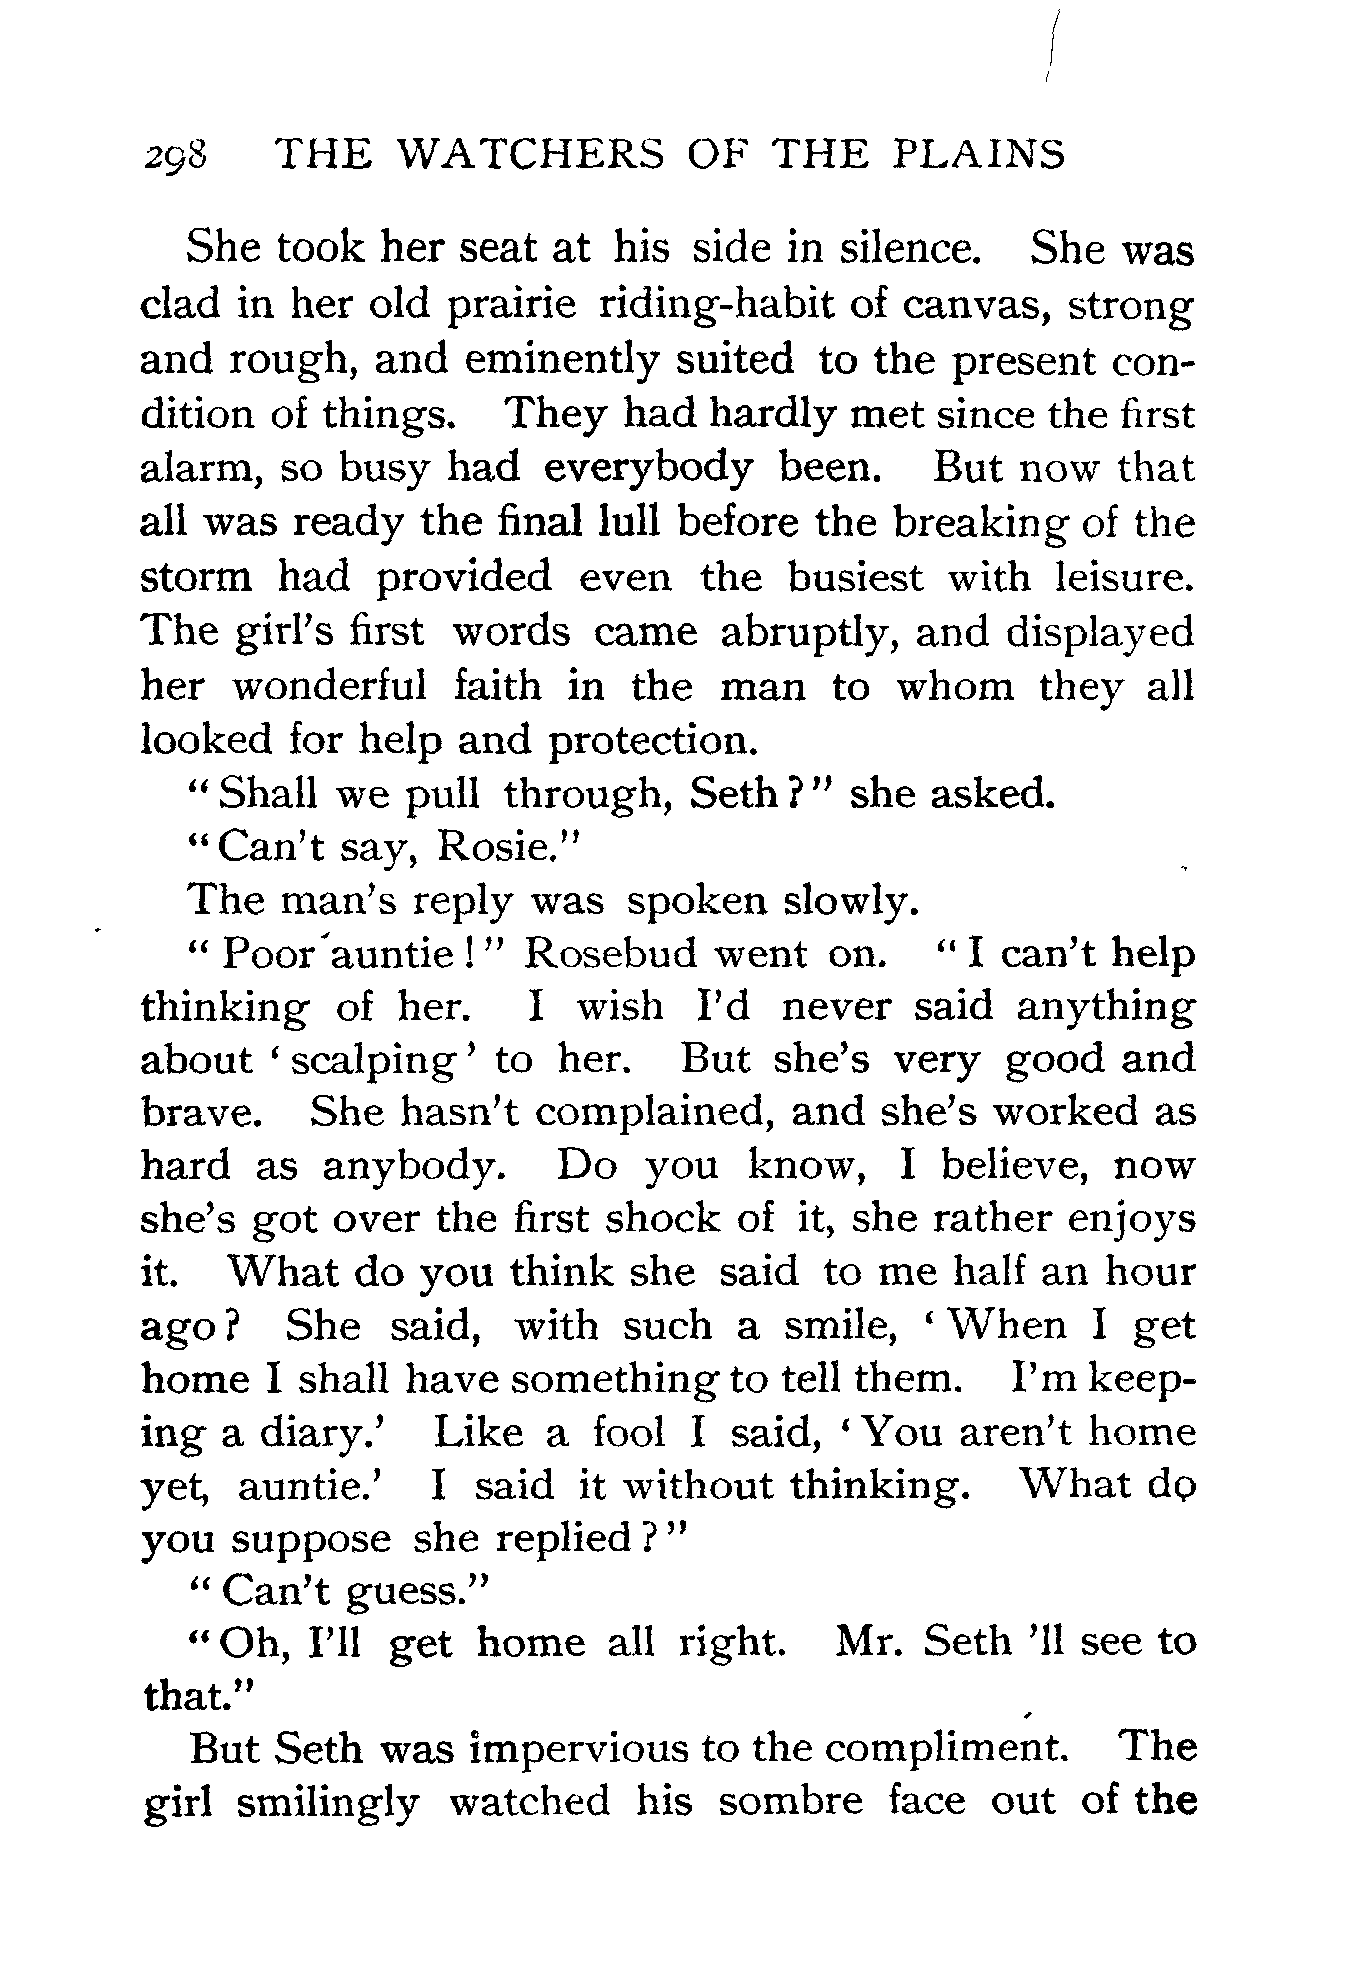 298 THE WATCHERS OF THE PLAINS
She took her seat at his side in silence. She was
clad in her old prairie riding-habit of canvas, strong
and rough, and eminently suited to the present con-
dition of things. They had hardly met since the first
alarm, so busy had everybody been. But now that
all was ready the final lull before the breaking of the
storm had provided even the busiest with leisure.
The girl's first words came abruptly, and displayed
her wonderful faith in the man to whom they all
looked for help and protection.
"Shall we pull through, Seth?" she asked.
"Can't say, Rosie."
The man's reply was spoken slowly.
"Poor auntie!" Rosebud went on. "I can't help
thinking of her. I wish I'd never said anything
about 'scalping' to her. But she's very good and
brave. She hasn't complained, and she's worked as
hard as anybody. Do you know, I believe, now
she's got over the first shock of it, she rather enjoys
it. What do you think she said to me half an hour
ago? She said, with such a smile, 'When I get
home I shall have something to tell them. I'm keep-
ing a diary.' Like a fool I said, 'You aren't home
yet, auntie.' I said it without thinking. What do
you suppose she replied?"
"Can't guess."
"Oh, I'll get home all right. Mr. Seth 'll see to
that."
But Seth was impervious to the compliment. The
girl smilingly watched his sombre face out of the